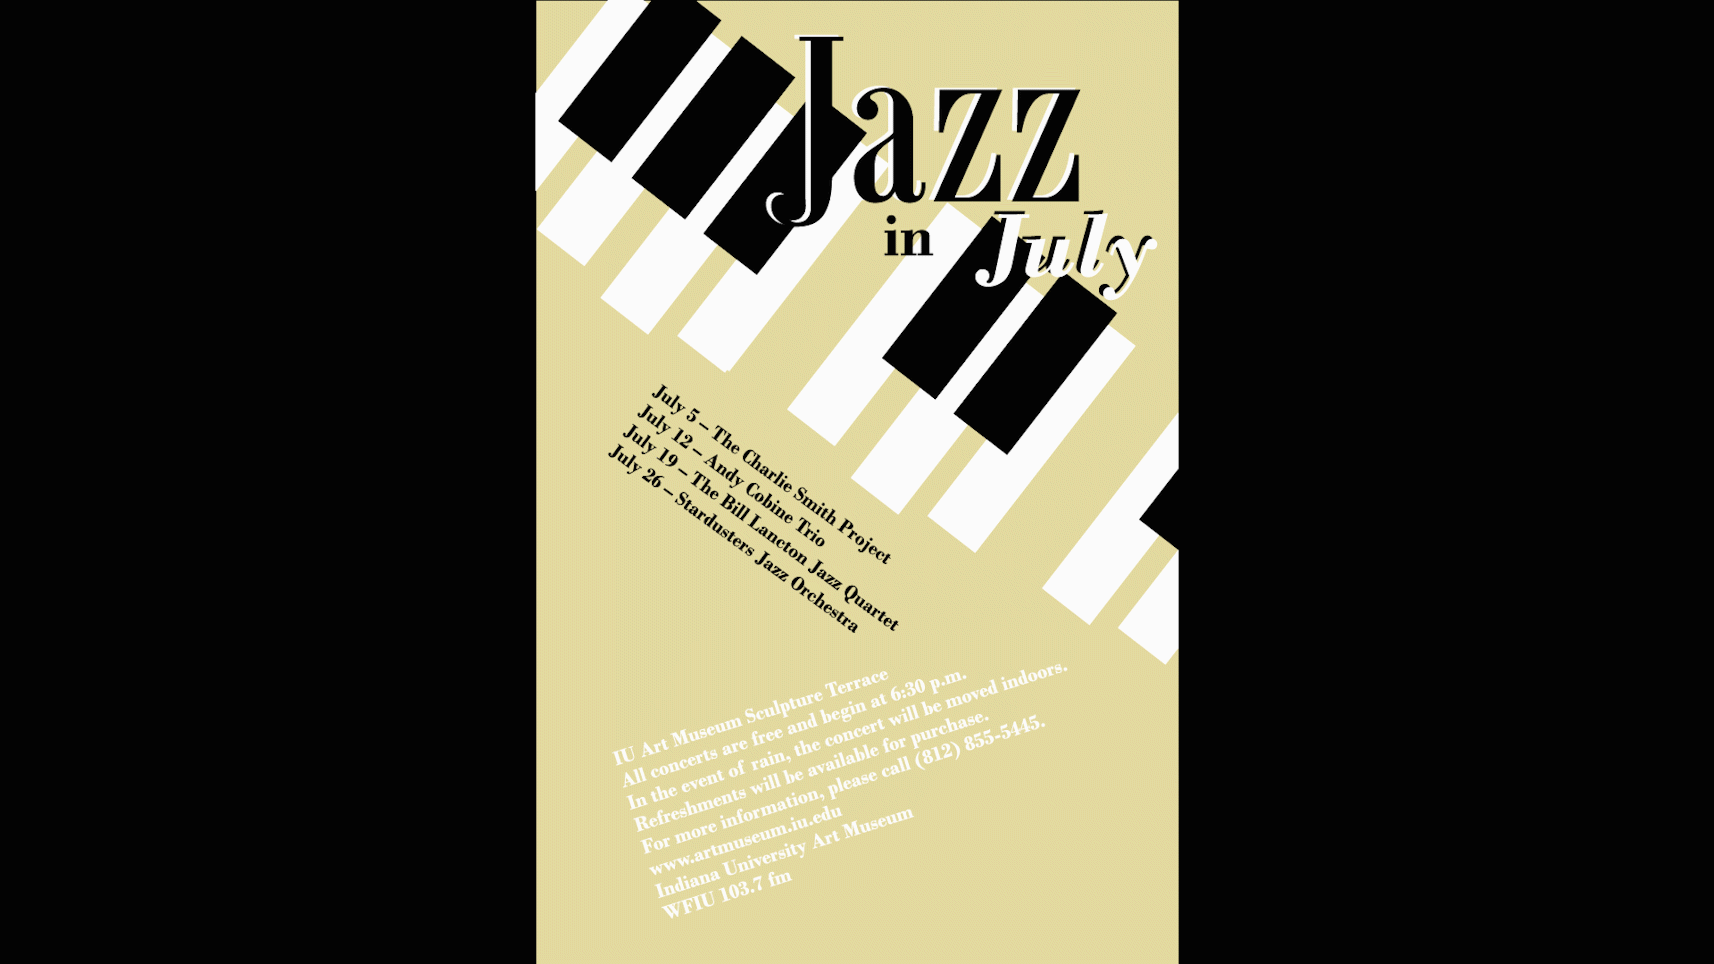 Jazz
in July
July 5 – The Charlie Smith Project
July 12 – Andy Cobine Trio
July 19 – The Bill Lancton Jazz Quartet
July 26 – Stardusters Jazz Orchestra
IU Art Museum Sculpture Terrace
All concerts are free and begin at 6:30 p.m.
In the event of rain, the concert will be moved indoors.
Refreshments will be available for purchase.
For more information, please call (812) 855-5445.
www.artmuseum.iu.edu
Indiana University Art Museum
WFIU 103.7 fm